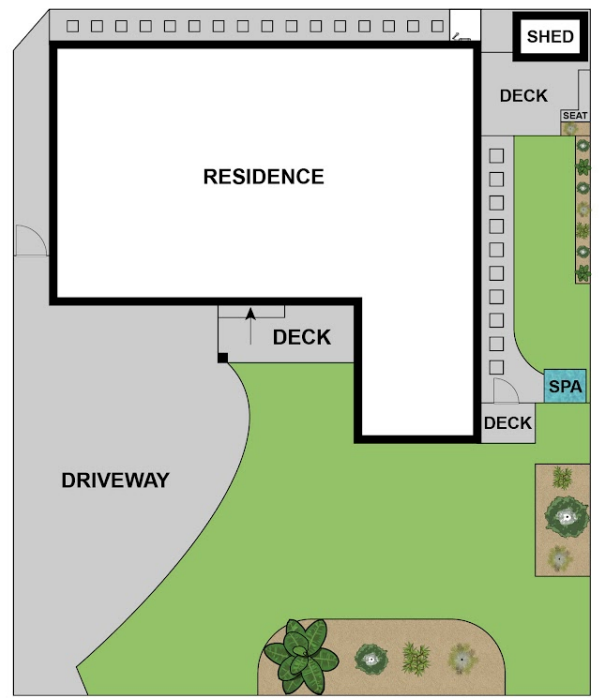 SHED
DECK
SEAT
RESIDENCE
DECK
SPA
DECK
DRIVEWAY